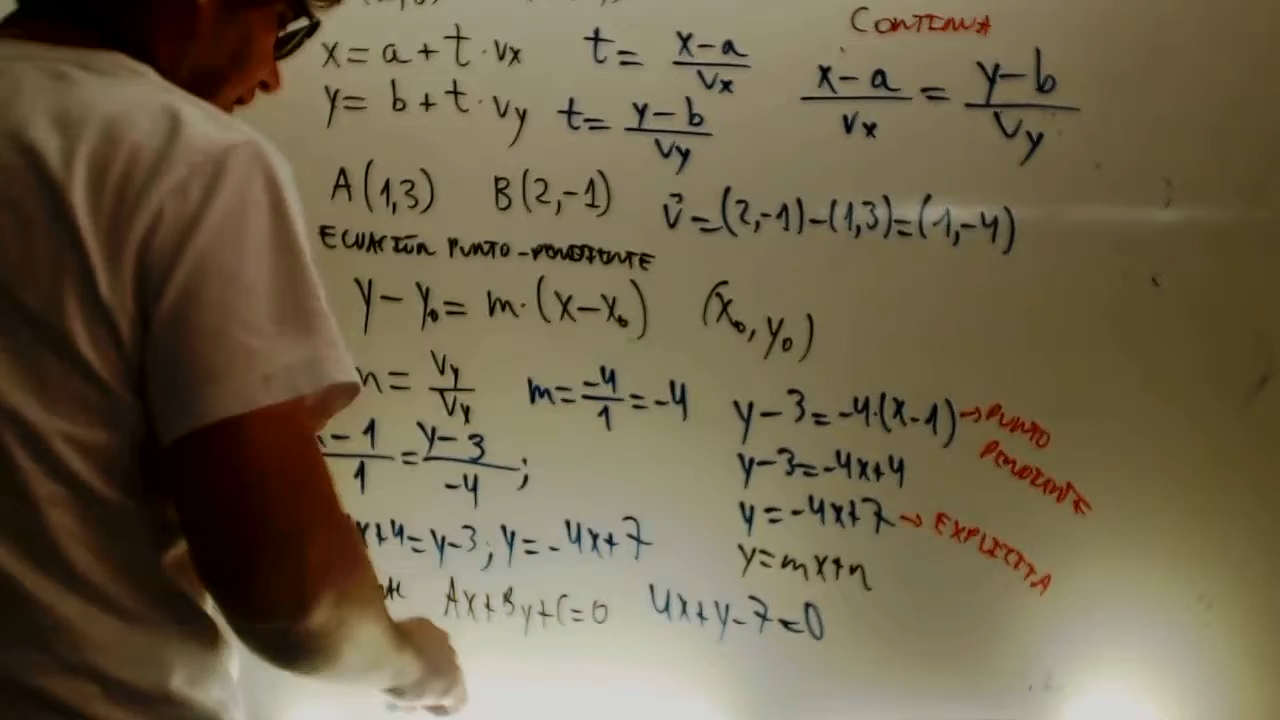 CONTINUA
x = a + t · vx   t = x-a / vx   x-a / vx = y-b / vy
y = b + t · vy   t = y-b / vy
A(1,3)   B(2,-1)   v⃗ = (2,-1)-(1,3)=(1,-4)
ECUACIÓN PUNTO-PENDIENTE
y - y₀ = m·(x-x₀)   (x₀, y₀)
= vy / vx   m = -4/1 = -4
y-3 = -4·(x-1) → PUNTO PENDIENTE
-1 / 1 = y-3 / -4 ;
y-3=-4x+4
y = -4x+7 → EXPLICITA
x+4=y-3; y=-4x+7
y=mx+n
Ax+By+C=0   4x+y-7=0